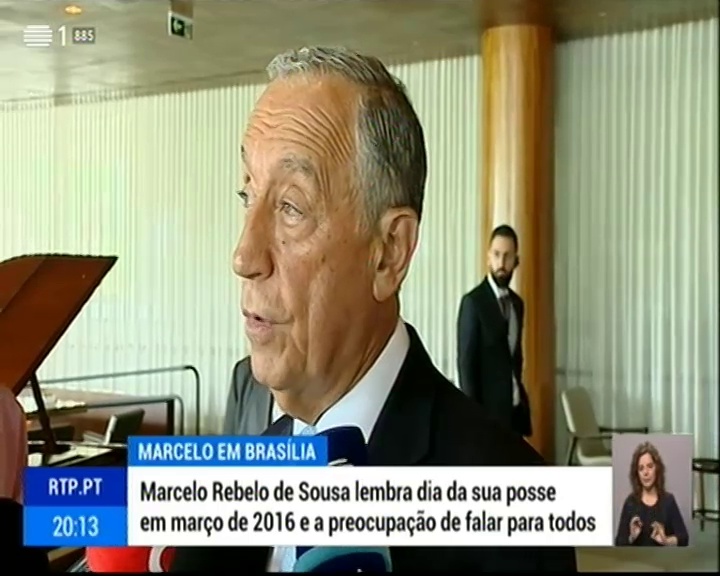 1 885
MARCELO EM BRASÍLIA
RTP.PT
Marcelo Rebelo de Sousa lembra dia da sua posse
em março de 2016 e a preocupação de falar para todos
20:13